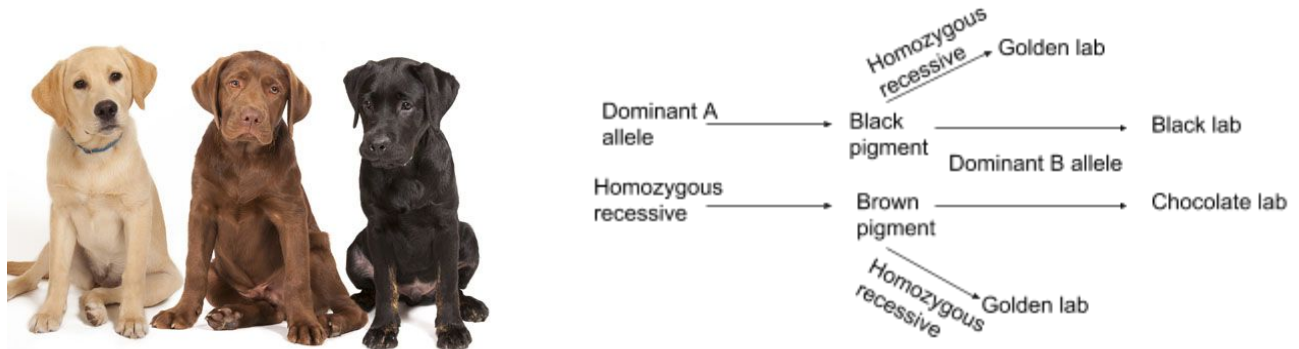 Homozygous
recessive
Golden lab
Dominant A
allele
Black
pigment
Black lab
Dominant B allele
Homozygous
recessive
Brown
pigment
Chocolate lab
Homozygous
recessive
Golden lab